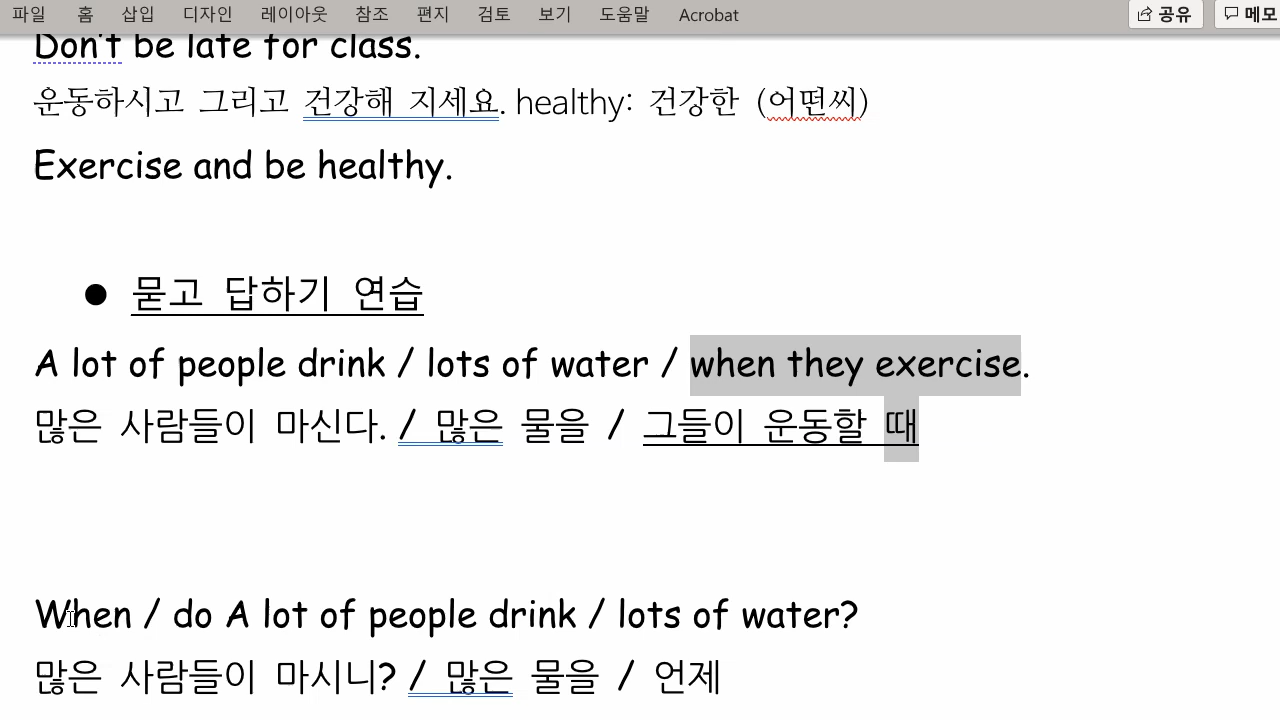 파일 홈 삽입 디자인 레이아웃 참조 편지 검토 보기 도움말 Acrobat 공유 메모
Don't be late for class.
운동하시고 그리고 건강해 지세요. healthy: 건강한 (어떤씨)
Exercise and be healthy.
● 묻고 답하기 연습
A lot of people drink / lots of water / when they exercise.
많은 사람들이 마신다. / 많은 물을 / 그들이 운동할 때
When / do A lot of people drink / lots of water?
많은 사람들이 마시니? / 많은 물을 / 언제